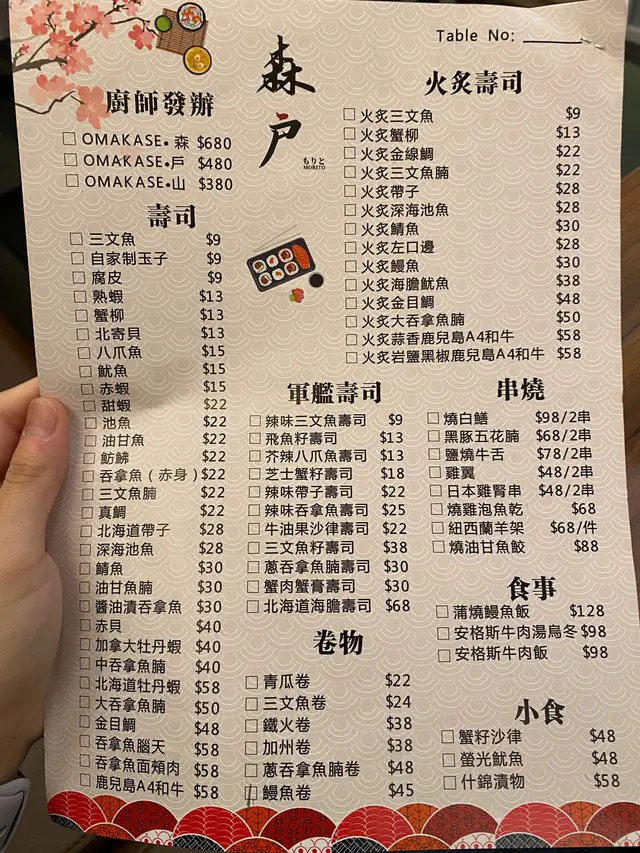 Table No:
森戶
もりと
MORITO
廚師發辦
OMAKASE•森 $680
OMAKASE•戶 $480
OMAKASE•山 $380
壽司
三文魚 $9
自家制玉子 $9
腐皮 $9
熟蝦 $13
蟹柳 $13
北寄貝 $13
八爪魚 $15
魷魚 $15
赤蝦 $15
甜蝦 $22
池魚 $22
油甘魚 $22
魴鮄 $22
吞拿魚(赤身) $22
三文魚腩 $22
真鯛 $22
北海道帶子 $28
深海池魚 $28
鯖魚 $30
油甘魚腩 $30
醬油漬吞拿魚 $30
赤貝 $40
加拿大牡丹蝦 $40
中吞拿魚腩 $40
北海道牡丹蝦 $58
大吞拿魚腩 $50
金目鯛 $48
吞拿魚腦天 $58
吞拿魚面頰肉 $58
鹿兒島A4和牛 $58
火炙壽司
火炙三文魚 $9
火炙蟹柳 $13
火炙金線鯛 $22
火炙三文魚腩 $22
火炙帶子 $28
火炙深海池魚 $28
火炙鯖魚 $30
火炙左口邊 $28
火炙鰻魚 $30
火炙海膽魷魚 $38
火炙金目鯛 $48
火炙大吞拿魚腩 $50
火炙蒜香鹿兒島A4和牛 $58
火炙岩鹽黑椒鹿兒島A4和牛 $58
軍艦壽司
辣味三文魚壽司 $9
飛魚籽壽司 $13
芥辣八爪魚壽司 $13
芝士蟹籽壽司 $18
辣味帶子壽司 $22
辣味吞拿魚壽司 $25
牛油果沙律壽司 $22
三文魚籽壽司 $38
蔥吞拿魚腩壽司 $30
蟹肉蟹膏壽司 $30
北海道海膽壽司 $68
卷物
青瓜卷 $22
三文魚卷 $24
鐵火卷 $38
加州卷 $38
蔥吞拿魚腩卷 $48
鰻魚卷 $45
串燒
燒白鱔 $98/2串
黑豚五花腩 $68/2串
鹽燒牛舌 $78/2串
雞翼 $48/2串
日本雞腎串 $48/2串
燒雞泡魚乾 $68
紐西蘭羊架 $68/件
燒油甘魚鮫 $88
食事
蒲燒鰻魚飯 $128
安格斯牛肉湯烏冬 $98
安格斯牛肉飯 $98
小食
蟹籽沙律 $48
螢光魷魚 $48
什錦漬物 $58